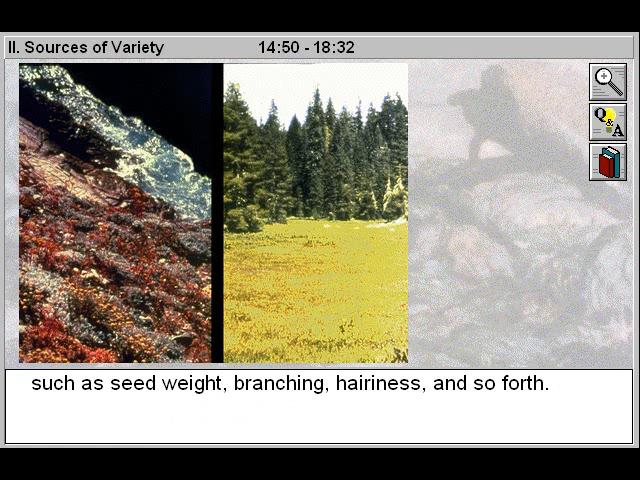 II. Sources of Variety 14:50 - 18:32
Q
&
A
such as seed weight, branching, hairiness, and so forth.